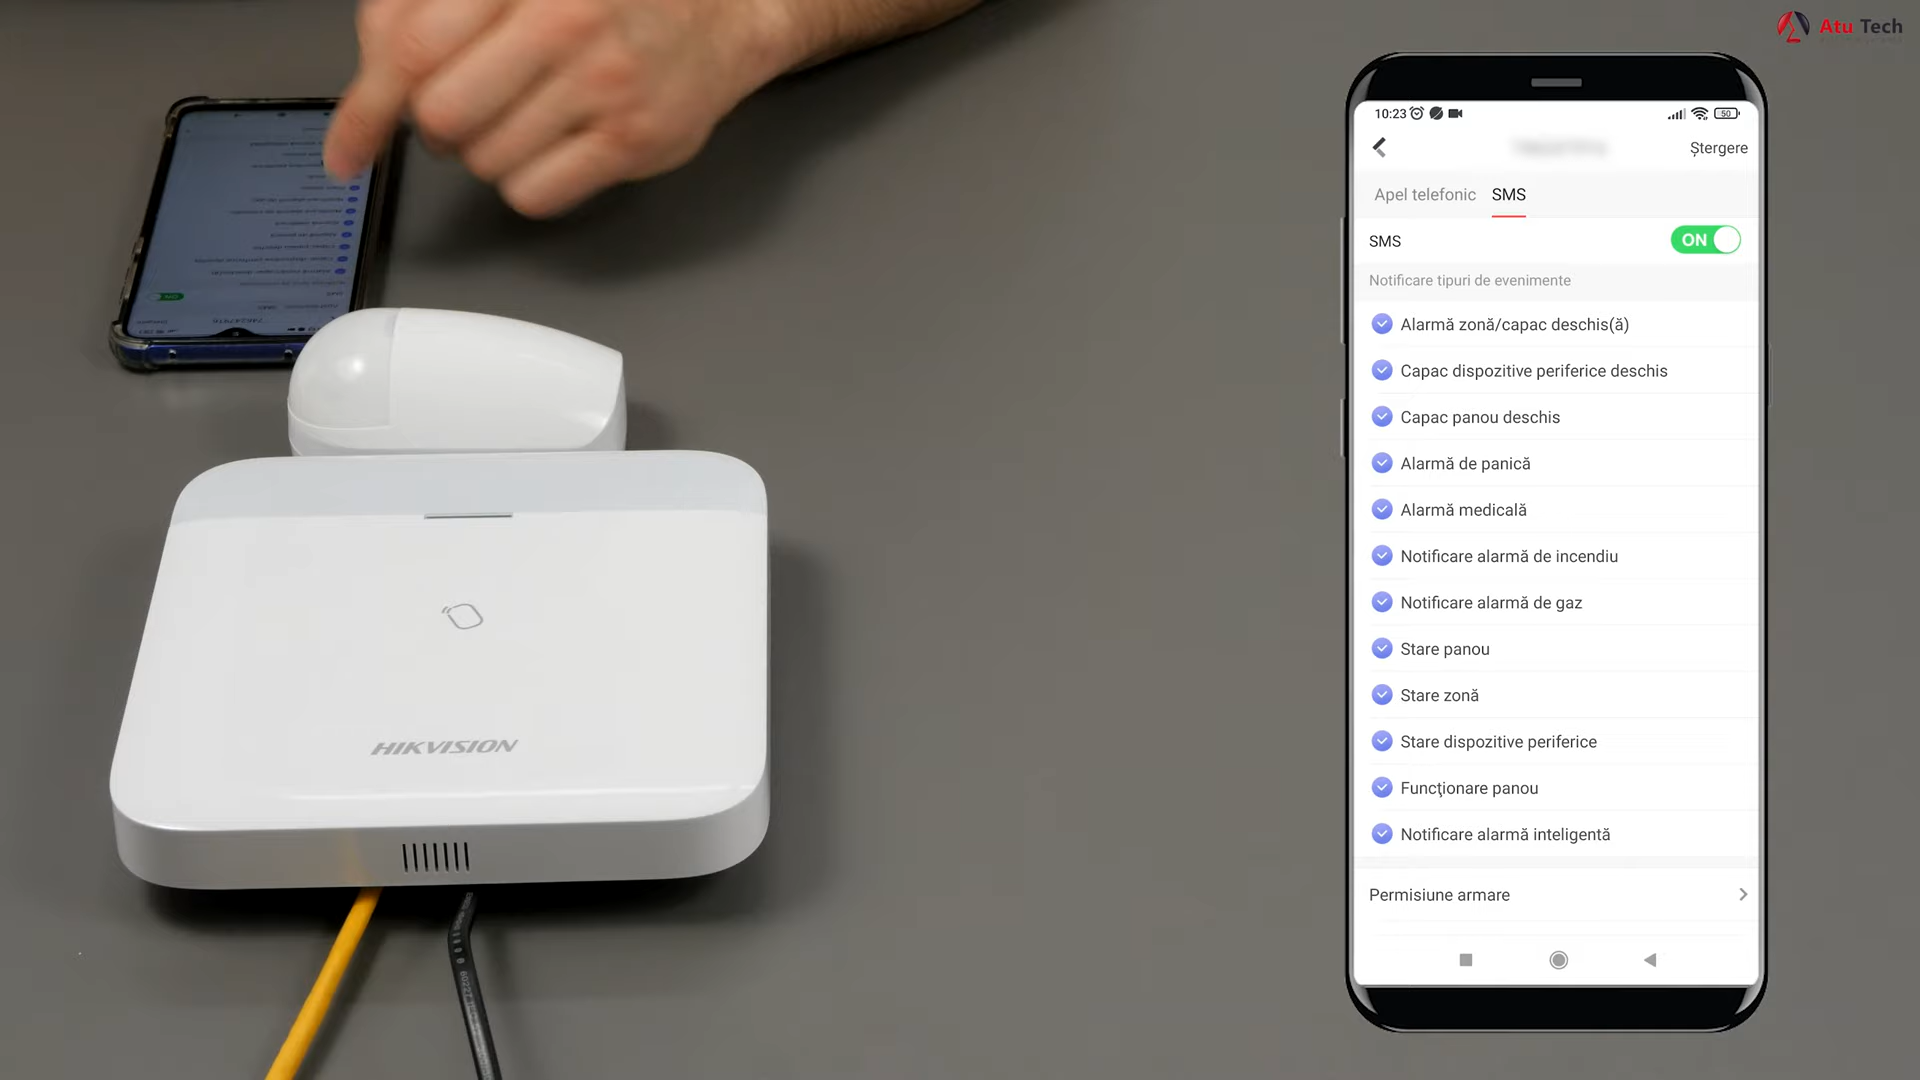 Atu Tech
10:23
50
Ștergere
Apel telefonic SMS
SMS
ON
Notificare tipuri de evenimente
Alarmă zonă/capac deschis(ă)
Capac dispozitive periferice deschis
Capac panou deschis
Alarmă de panică
Alarmă medicală
Notificare alarmă de incendiu
Notificare alarmă de gaz
Stare panou
Stare zonă
Stare dispozitive periferice
Funcţionare panou
Notificare alarmă inteligentă
Permisiune armare
HIKVISION